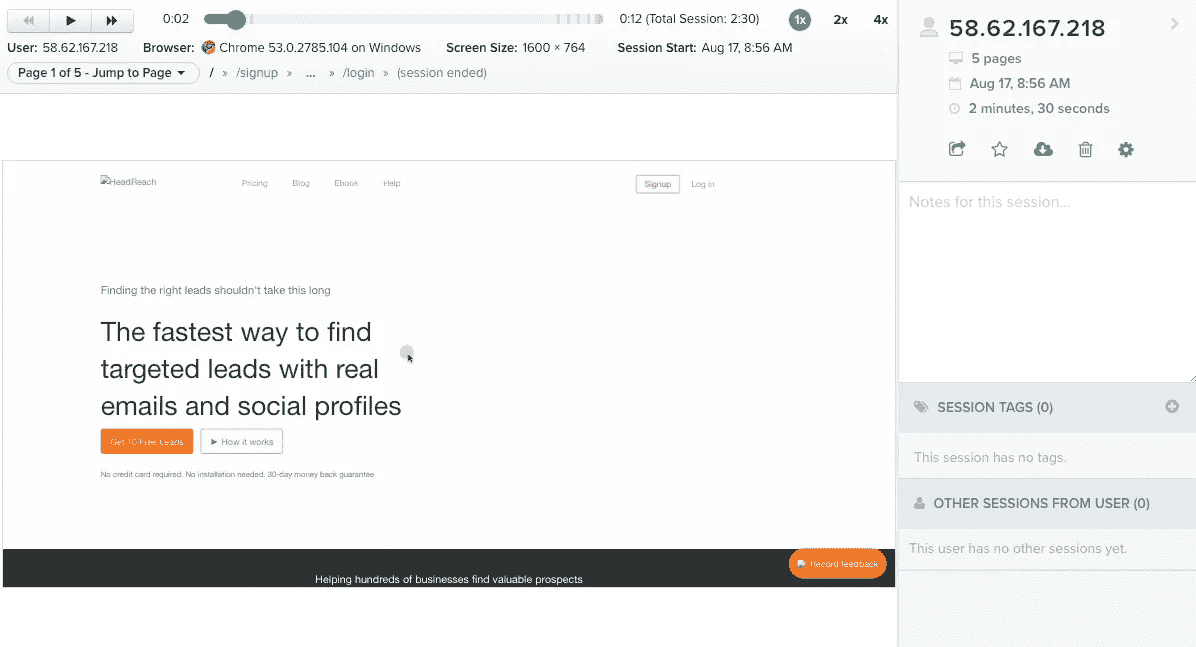 0:02 0:12 (Total Session: 2:30) 1x 2x 4x
User: 58.62.167.218 Browser: Chrome 53.0.2785.104 on Windows Screen Size: 1600 × 764 Session Start: Aug 17, 8:56 AM
Page 1 of 5 - Jump to Page / » /signup » ... » /login » (session ended)
HeadReach Pricing Blog Ebook Help Signup Log in
Finding the right leads shouldn't take this long
The fastest way to find
targeted leads with real
emails and social profiles
Get 10 Free Leads How it works
No credit card required. No installation needed. 30-day money back guarantee
Helping hundreds of businesses find valuable prospects
Record feedback
58.62.167.218
5 pages
Aug 17, 8:56 AM
2 minutes, 30 seconds
Notes for this session...
SESSION TAGS (0)
This session has no tags.
OTHER SESSIONS FROM USER (0)
This user has no other sessions yet.